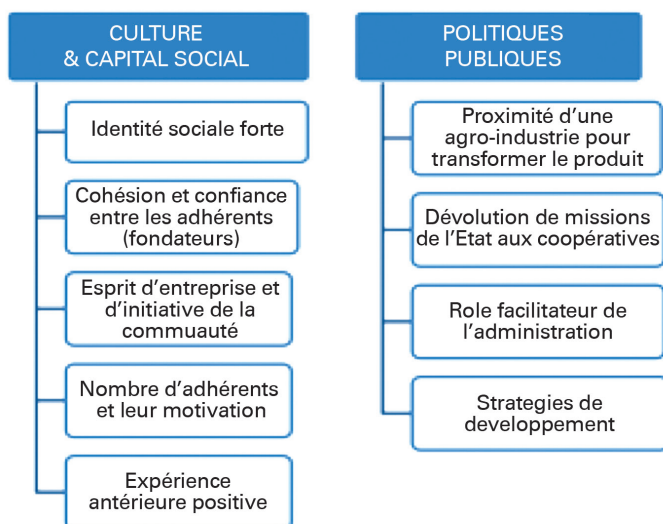 CULTURE
& CAPITAL SOCIAL
Identité sociale forte
Cohésion et confiance
entre les adhérents
(fondateurs)
Esprit d’entreprise et
d’initiative de la
commuauté
Nombre d’adhérents
et leur motivation
Expérience
antérieure positive
POLITIQUES
PUBLIQUES
Proximité d’une
agro-industrie pour
transformer le produit
Dévolution de missions
de l’Etat aux coopératives
Role facilitateur de
l’administration
Strategies de
developpement